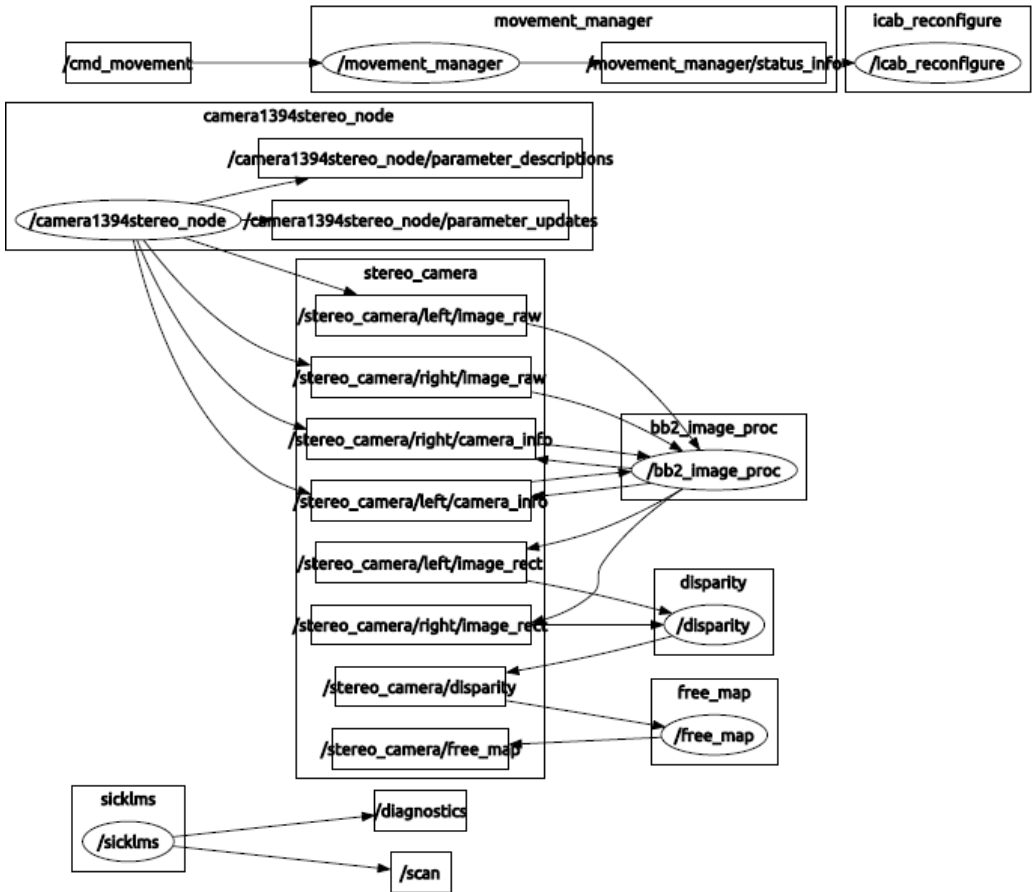 movement_manager
icab_reconfigure
/cmd_movement
/movement_manager
/movement_manager/status_info
/icab_reconfigure
camera1394stereo_node
/camera1394stereo_node/parameter_descriptions
/camera1394stereo_node
/camera1394stereo_node/parameter_updates
stereo_camera
/stereo_camera/left/image_raw
/stereo_camera/right/image_raw
bb2_image_proc
/stereo_camera/right/camera_info
/bb2_image_proc
/stereo_camera/left/camera_info
/stereo_camera/left/image_rect
disparity
/stereo_camera/right/image_rect
/disparity
/stereo_camera/disparity
free_map
/stereo_camera/free_map
/free_map
sicklms
/diagnostics
/sicklms
/scan